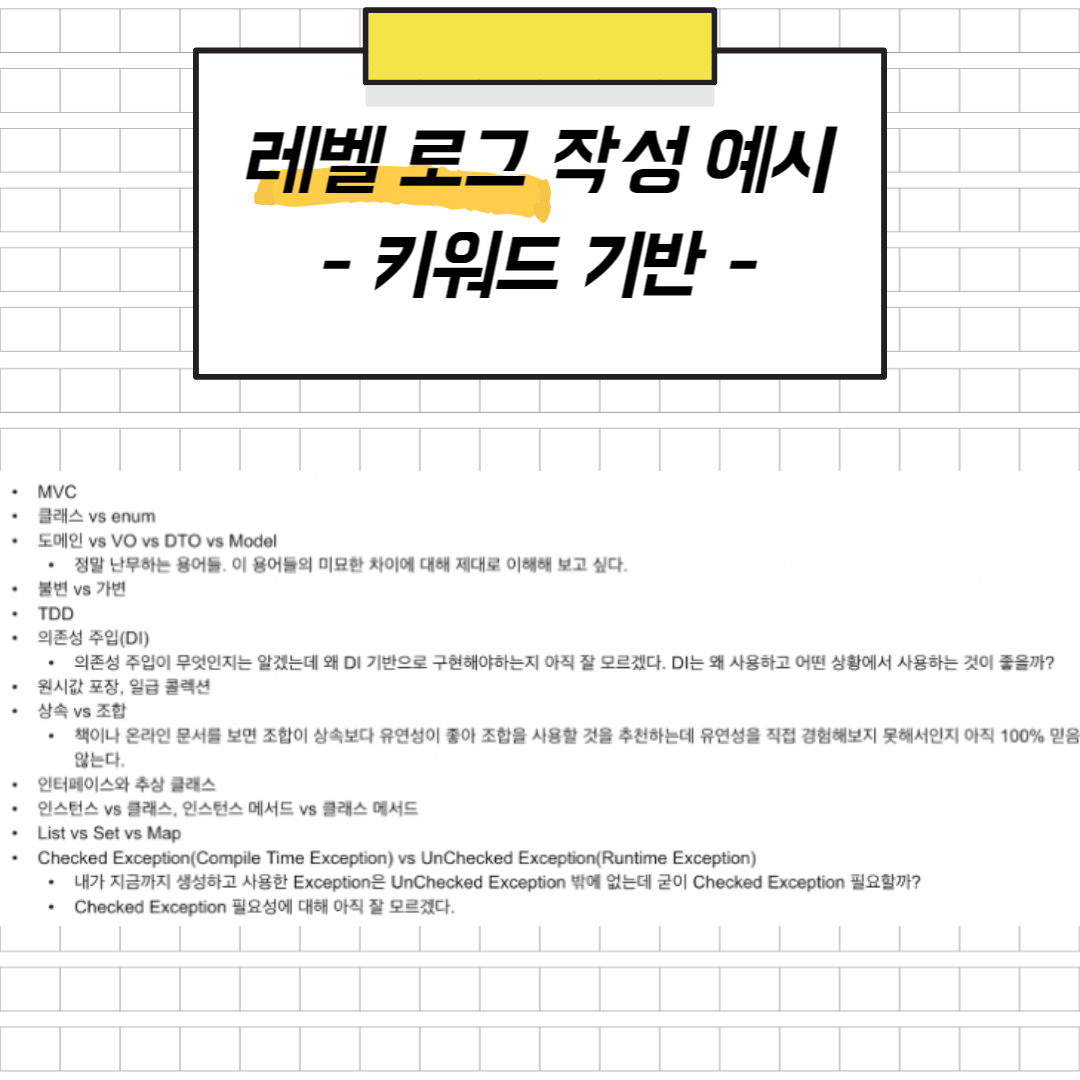 레벨 로그 작성 예시
- 키워드 기반 -
• MVC
• 클래스 vs enum
• 도메인 vs VO vs DTO vs Model
• 정말 난무하는 용어들. 이 용어들의 미묘한 차이에 대해 제대로 이해해 보고 싶다.
• 불변 vs 가변
• TDD
• 의존성 주입(DI)
• 의존성 주입이 무엇인지는 알겠는데 왜 DI 기반으로 구현해야하는지 아직 잘 모르겠다. DI는 왜 사용하고 어떤 상황에서 사용하는 것이 좋을까?
• 원시값 포장, 일급 콜렉션
• 상속 vs 조합
• 책이나 온라인 문서를 보면 조합이 상속보다 유연성이 좋아 조합을 사용할 것을 추천하는데 유연성을 직접 경험해보지 못해서인지 아직 100% 믿음
않는다.
• 인터페이스와 추상 클래스
• 인스턴스 vs 클래스, 인스턴스 메서드 vs 클래스 메서드
• List vs Set vs Map
• Checked Exception(Compile Time Exception) vs UnChecked Exception(Runtime Exception)
• 내가 지금까지 생성하고 사용한 Exception은 UnChecked Exception 밖에 없는데 굳이 Checked Exception 필요할까?
• Checked Exception 필요성에 대해 아직 잘 모르겠다.